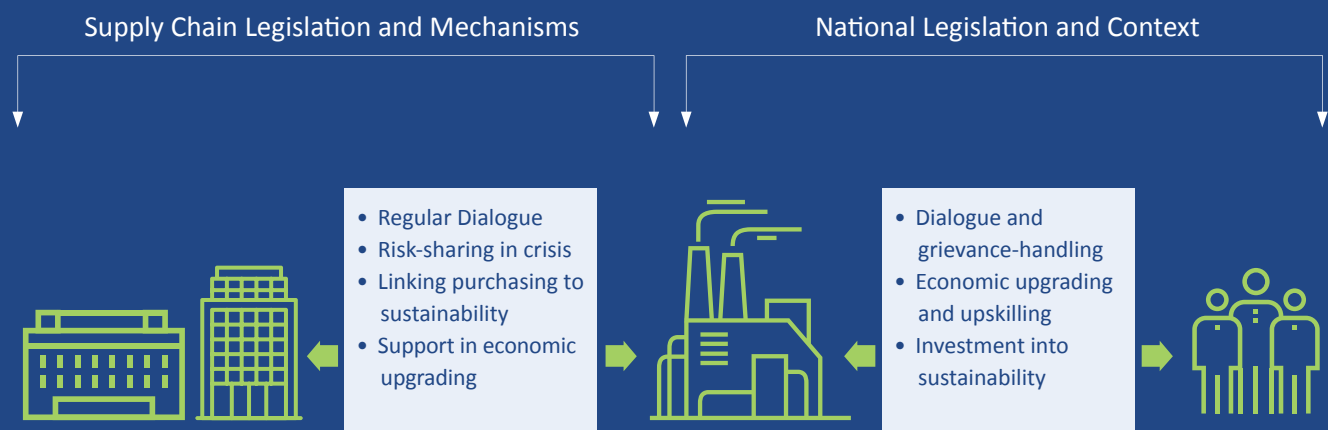 Supply Chain Legislation and Mechanisms
National Legislation and Context
• Regular Dialogue
• Risk-sharing in crisis
• Linking purchasing to
sustainability
• Support in economic
upgrading
• Dialogue and
grievance-handling
• Economic upgrading
and upskilling
• Investment into
sustainability